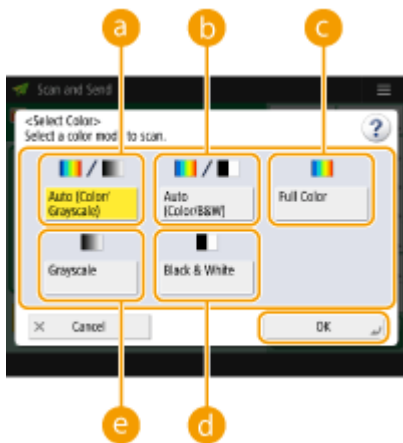 a
b
c
Scan and Send
<Select Color>
Select a color mode to scan.
?
Auto (Color/
Grayscale)
Auto
(Color/B&W)
Full Color
Grayscale
Black & White
× Cancel
OK
e
d